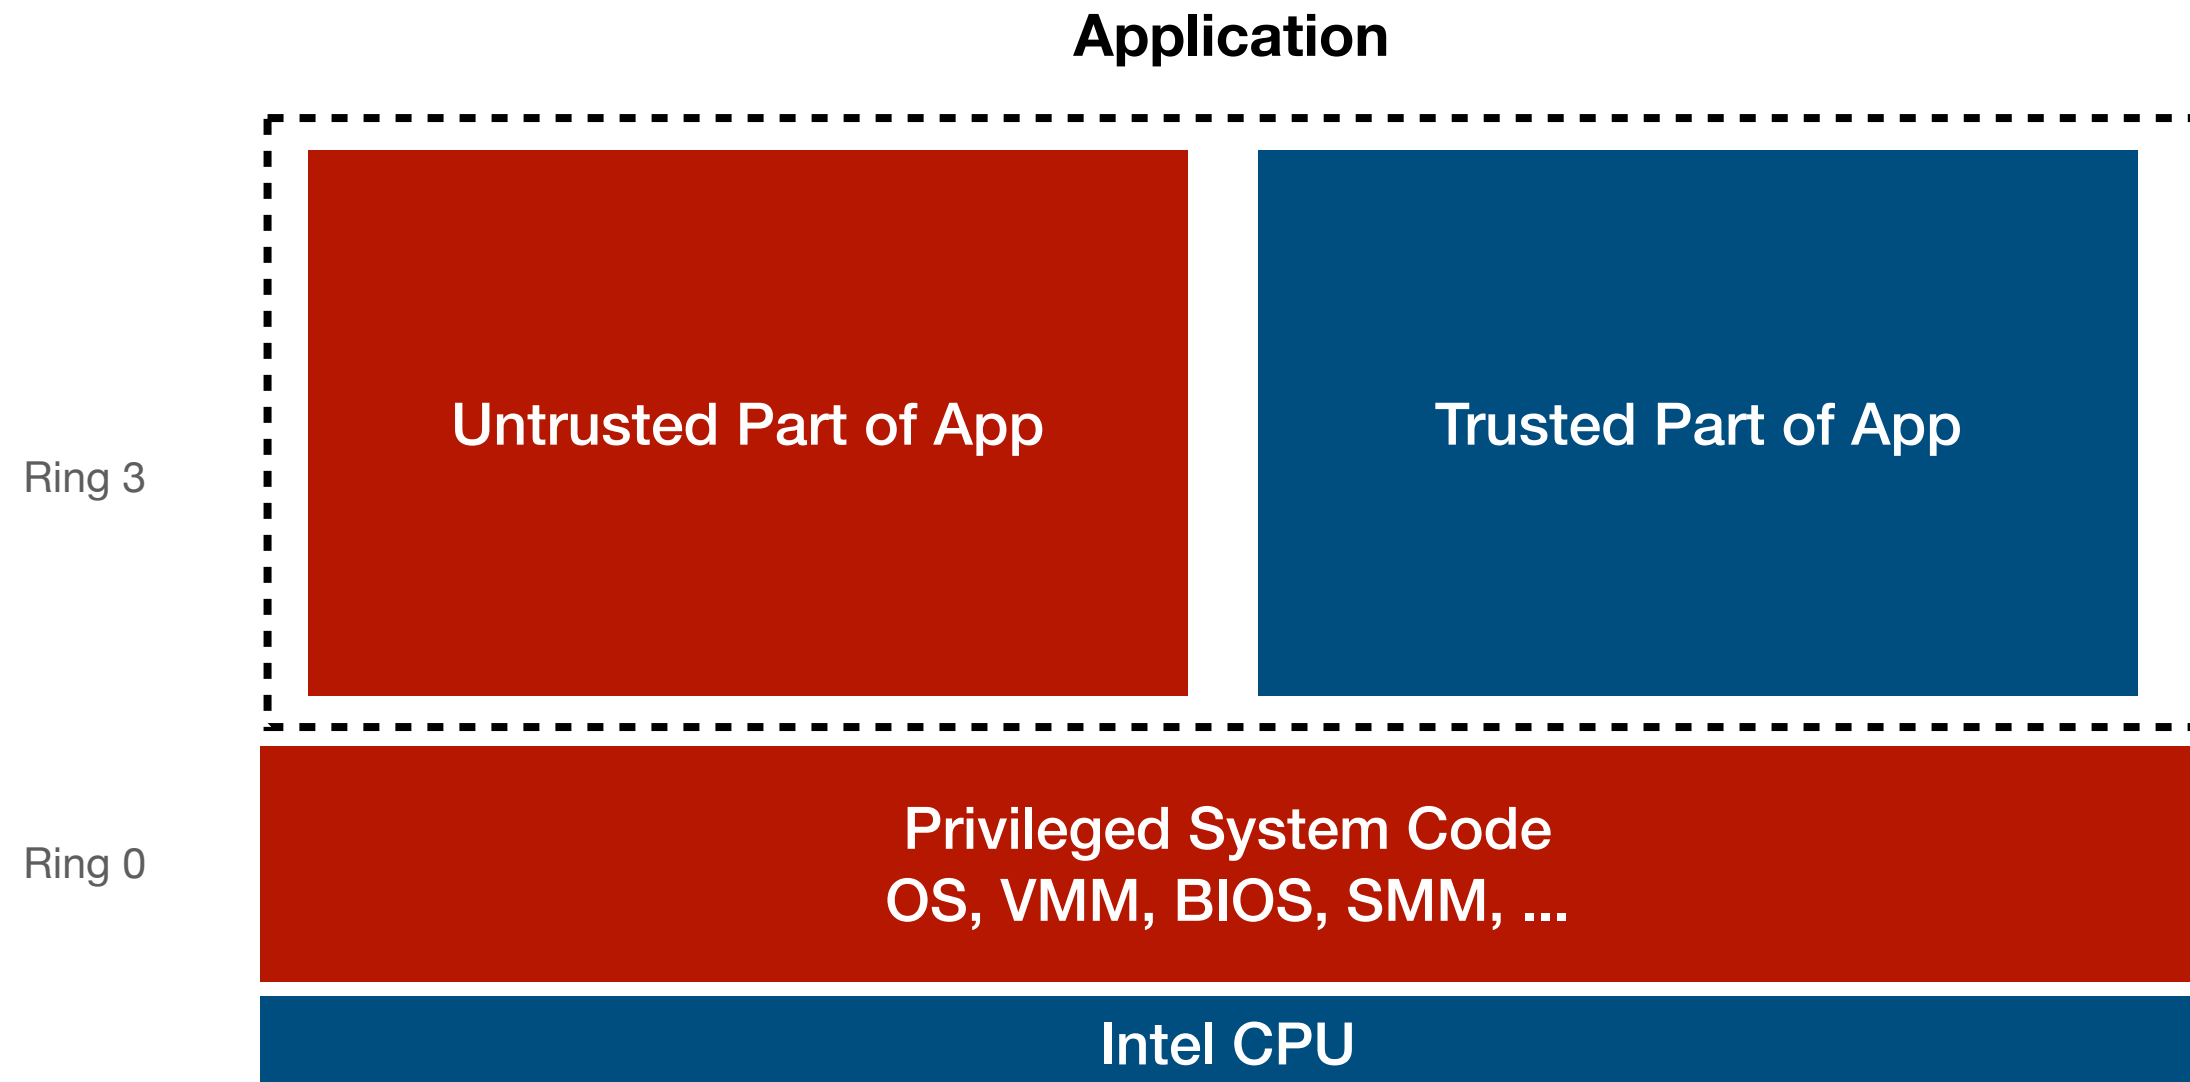 Application
Untrusted Part of App
Trusted Part of App
Ring 3
Privileged System Code
OS, VMM, BIOS, SMM, ...
Ring 0
Intel CPU